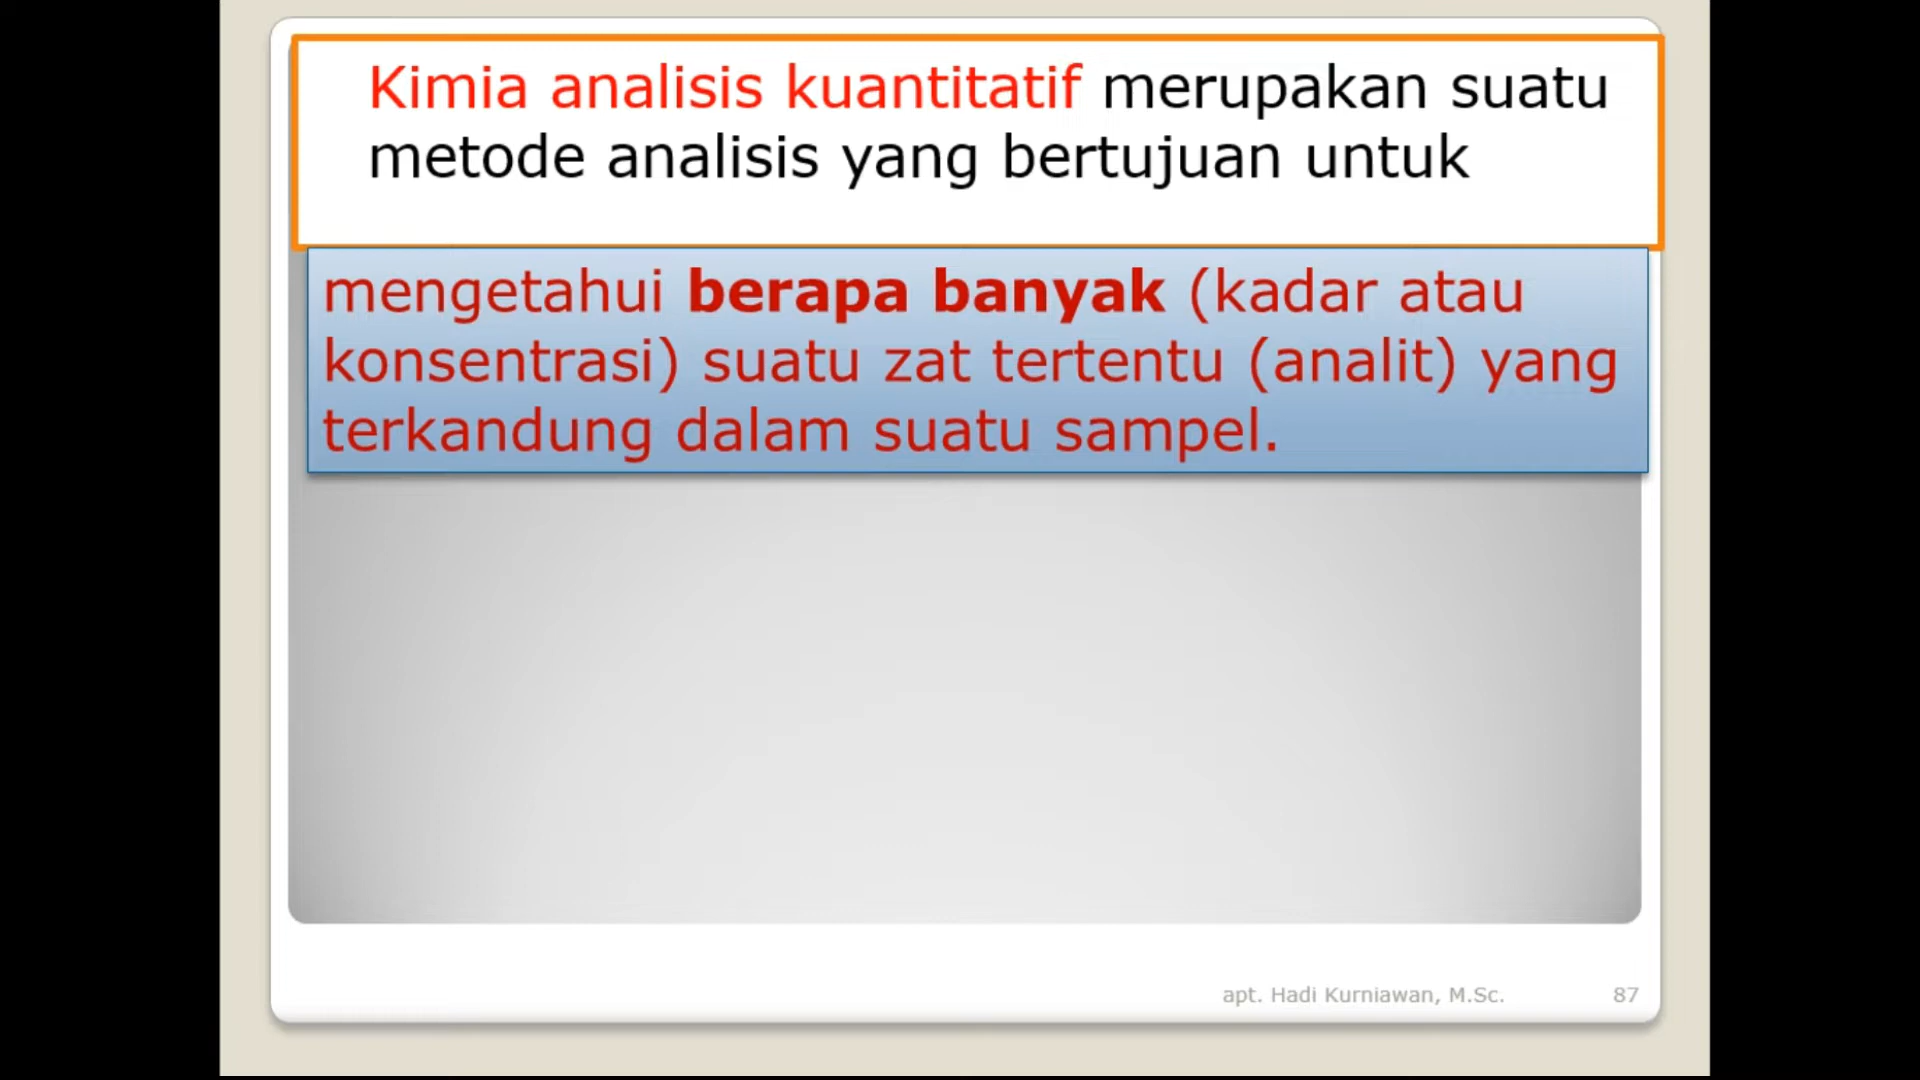 Kimia analisis kuantitatif merupakan suatu
metode analisis yang bertujuan untuk
mengetahui berapa banyak (kadar atau
konsentrasi) suatu zat tertentu (analit) yang
terkandung dalam suatu sampel.
apt. Hadi Kurniawan, M.Sc. 87